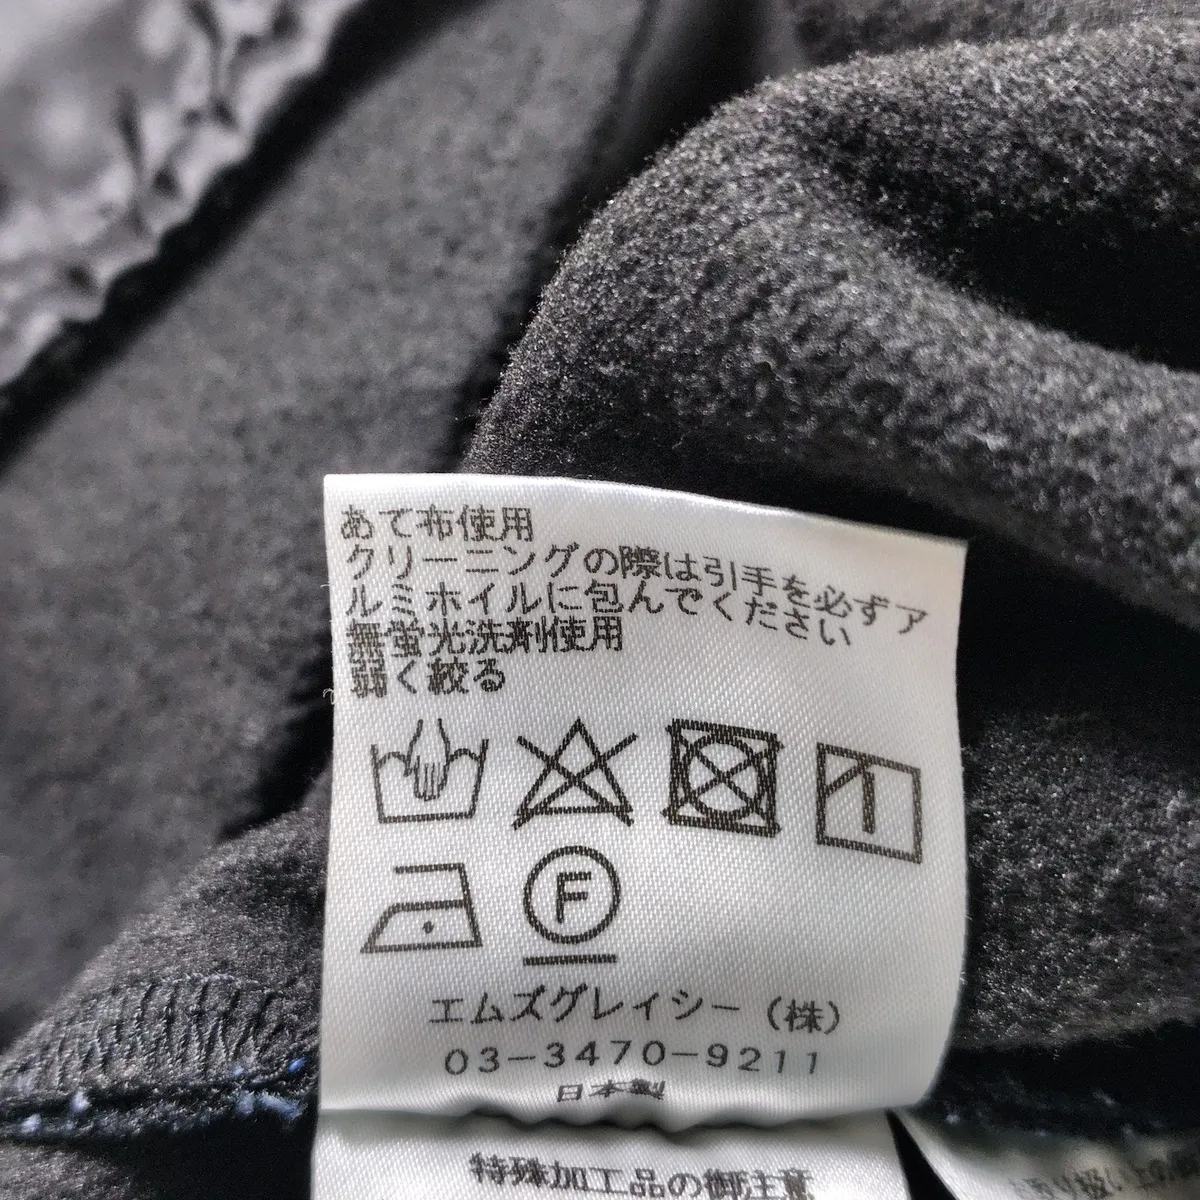 あて布使用
クリーニングの際は引手を必ずア
ルミホイルに包んでください
無蛍光洗剤使用
弱く絞る
F
エムズグレイシー（株）
03-3470-9211
日本製
特殊加工品の御注意